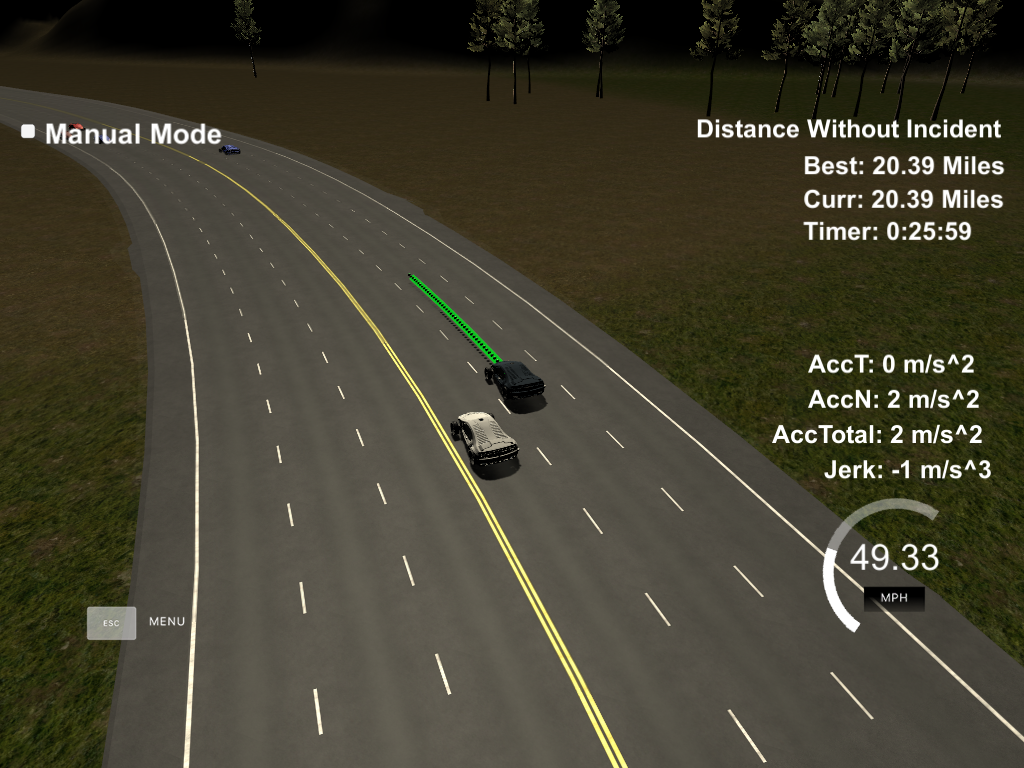 Manual Mode
Distance Without Incident
Best: 20.39 Miles
Curr: 20.39 Miles
Timer: 0:25:59
AccT: 0 m/s^2
AccN: 2 m/s^2
AccTotal: 2 m/s^2
Jerk: -1 m/s^3
49.33
MPH
ESC MENU